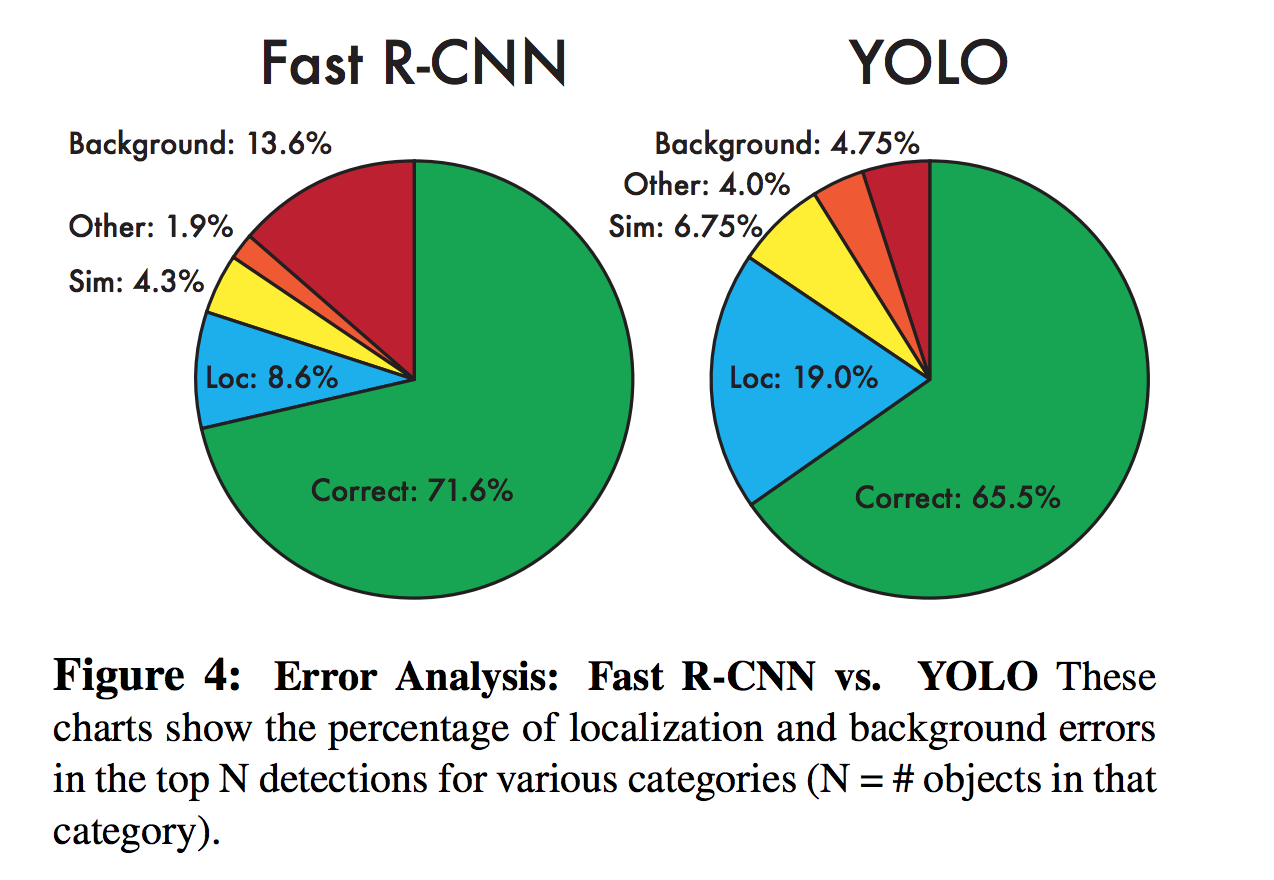 Fast R-CNN
Background: 13.6%
Other: 1.9%
Sim: 4.3%
Loc: 8.6%
Correct: 71.6%
YOLO
Background: 4.75%
Other: 4.0%
Sim: 6.75%
Loc: 19.0%
Correct: 65.5%
Figure 4: Error Analysis: Fast R-CNN vs. YOLO These
charts show the percentage of localization and background errors
in the top N detections for various categories (N = # objects in that
category).